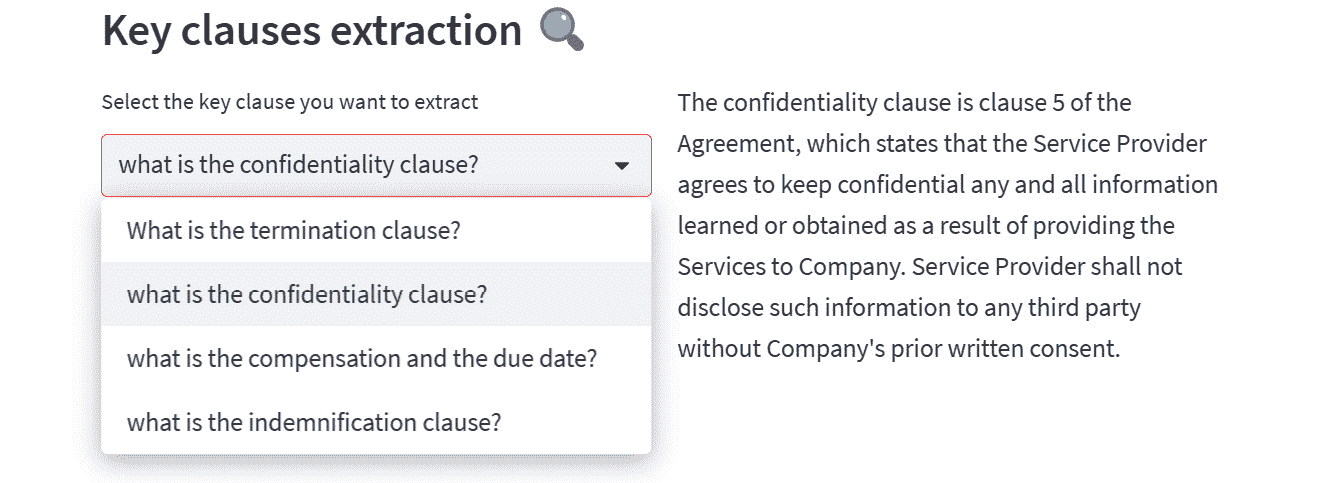 Key clauses extraction
Select the key clause you want to extract
what is the confidentiality clause?
What is the termination clause?
what is the confidentiality clause?
what is the compensation and the due date?
what is the indemnification clause?
The confidentiality clause is clause 5 of the
Agreement, which states that the Service Provider
agrees to keep confidential any and all information
learned or obtained as a result of providing the
Services to Company. Service Provider shall not
disclose such information to any third party
without Company's prior written consent.